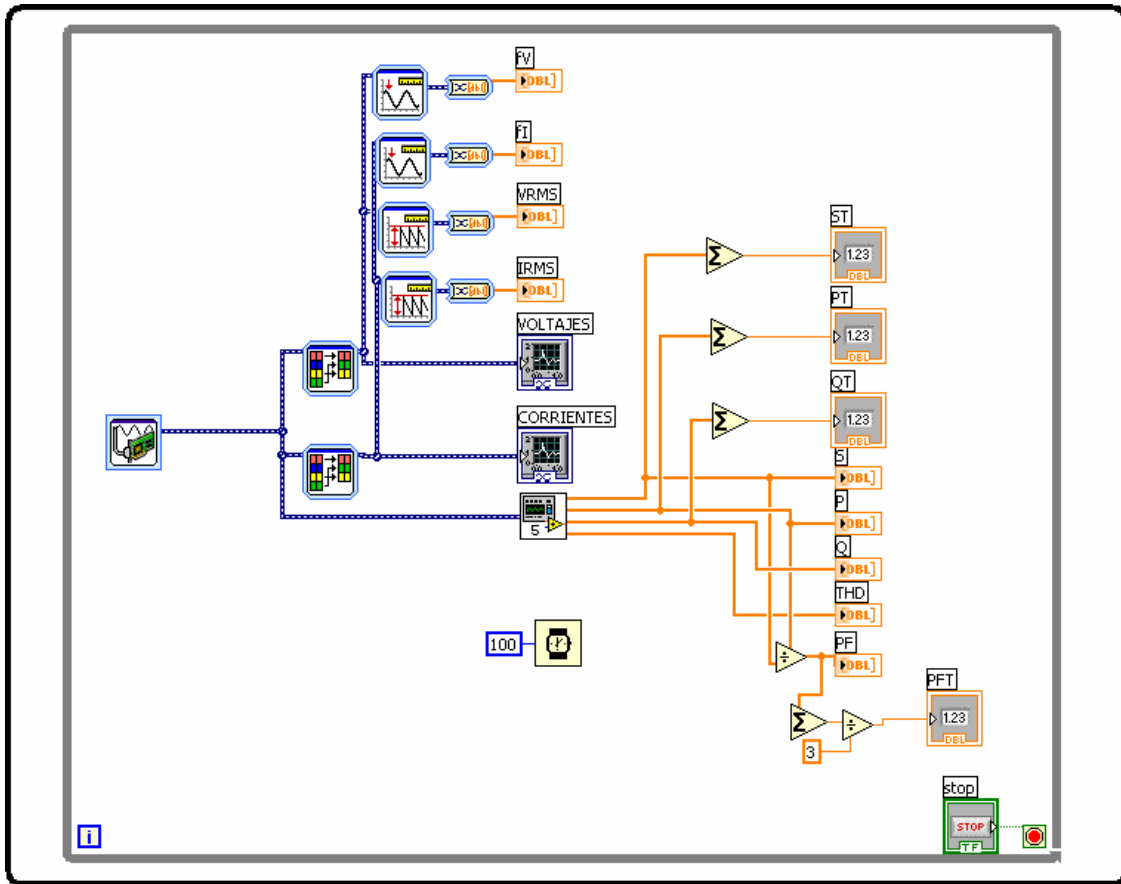 fV
DBL]
fI
DBL]
VRMS
DBL]
IRMS
DBL]
VOLTAJES
CORRIENTES
5
ST
1.23
DBL
PT
1.23
DBL
QT
1.23
DBL
S
DBL]
P
DBL]
Q
DBL]
THD
DBL]
PF
DBL]
Σ
Σ
Σ
÷
Σ
÷
3
PFT
1.23
DBL
100
stop
STOP
TF
i